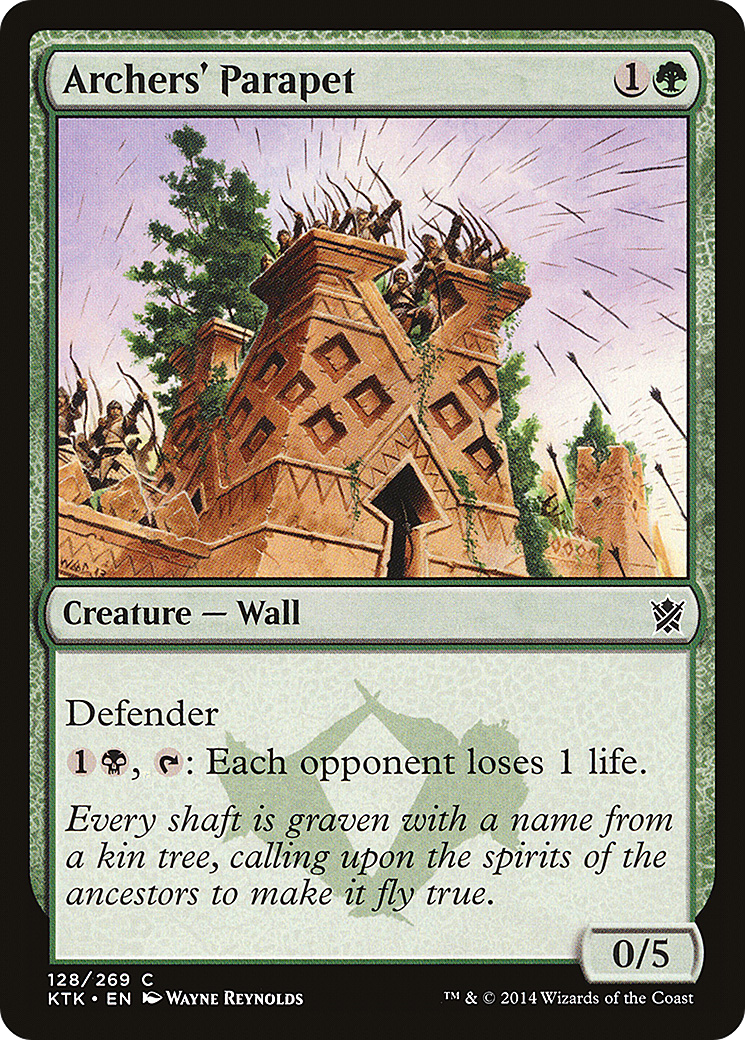 Archers' Parapet 1
Creature — Wall
Defender
1, : Each opponent loses 1 life.
Every shaft is graven with a name from
a kin tree, calling upon the spirits of the
ancestors to make it fly true.
0/5
128/269 C
KTK • EN Wayne Reynolds
™ & © 2014 Wizards of the Coast